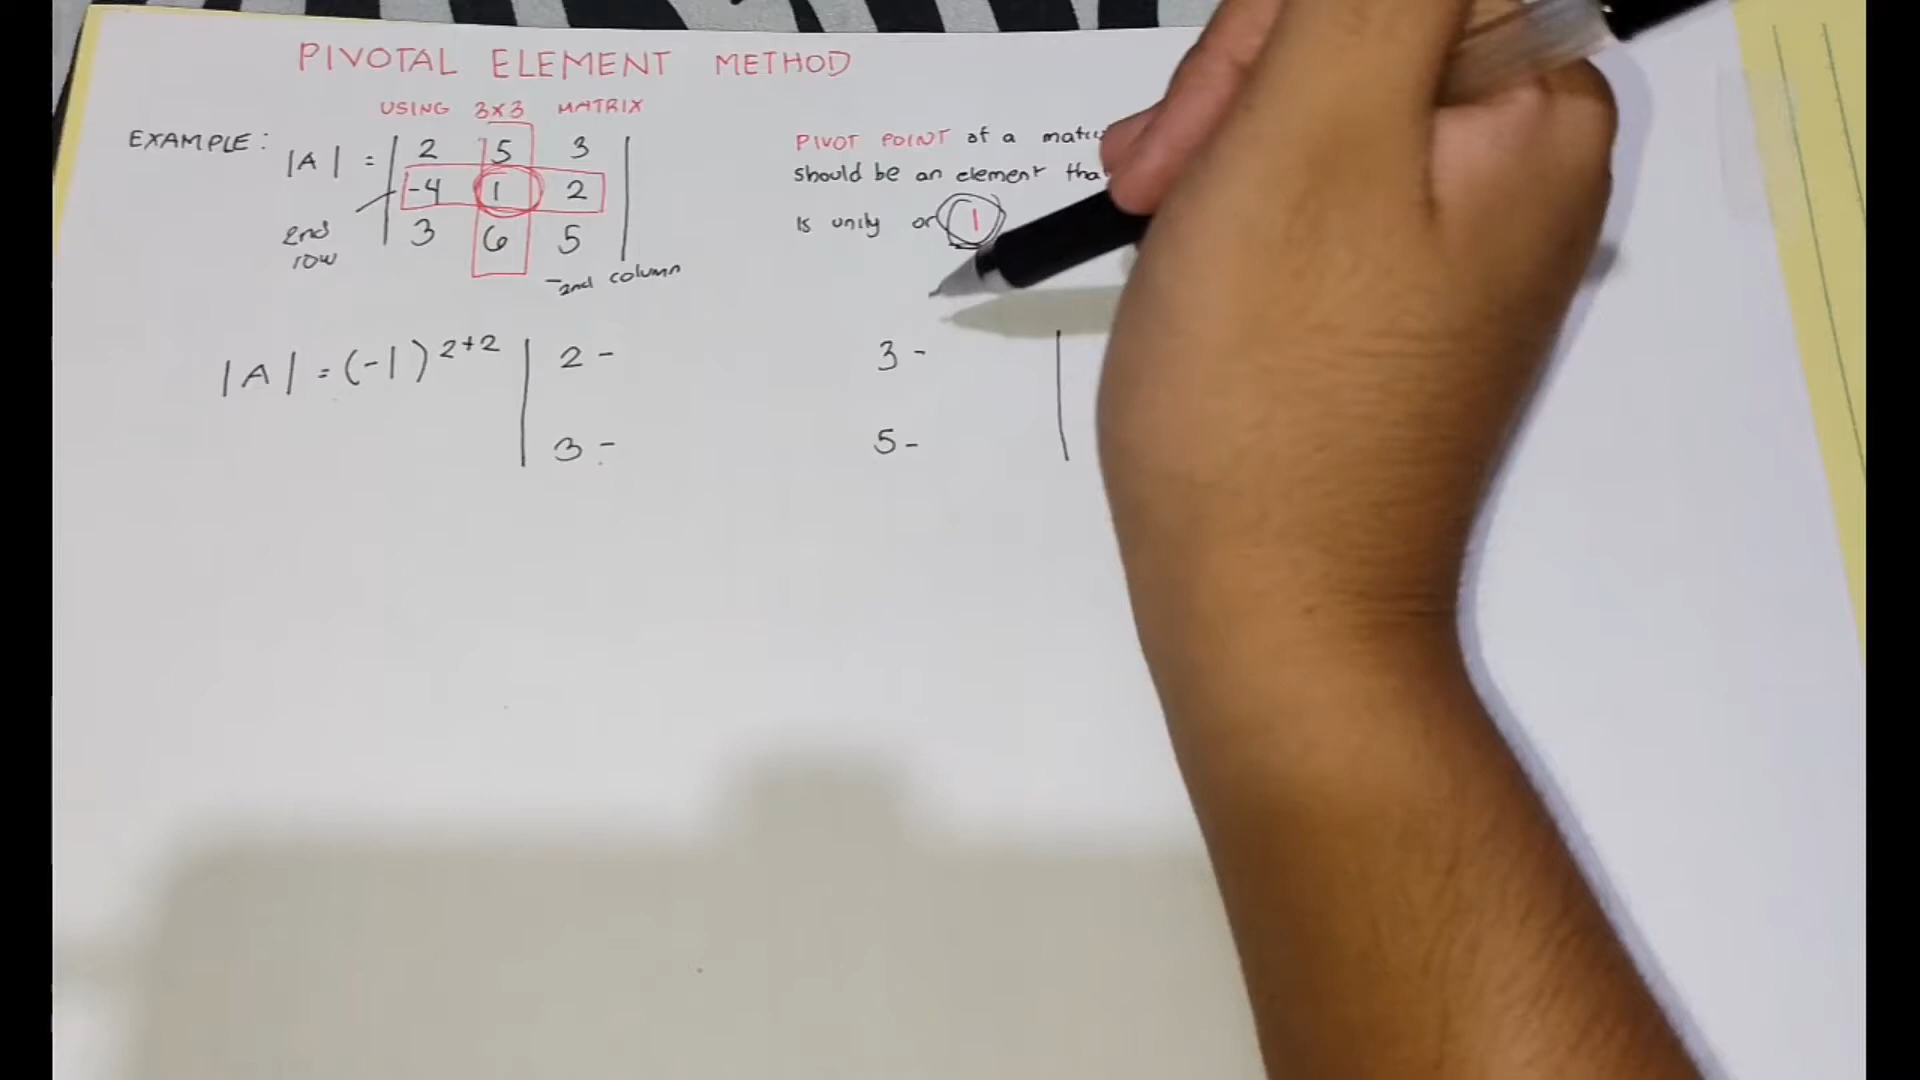 PIVOTAL ELEMENT METHOD
USING 3x3 MATRIX
EXAMPLE: |A| = | 2 5 3 |
-4 1 2
3 6 5
2nd row
2nd column
PIVOT POINT of a
should be an element
is unity or 1
|A| = (-1)^2+2 | 2 - 3 - |
3 - 5 -